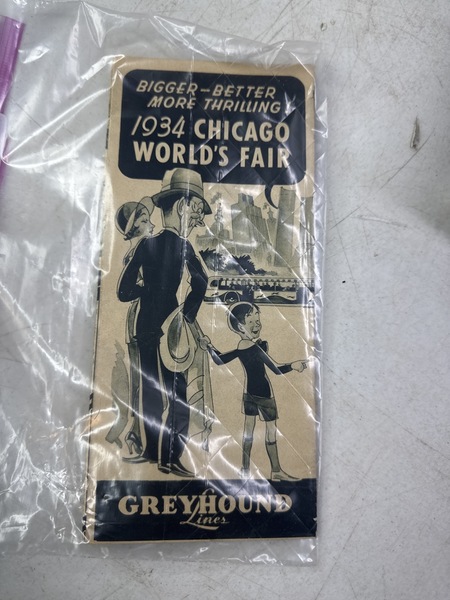 BIGGER-BETTER
MORE THRILLING!
1934 CHICAGO
WORLD'S FAIR
GREYHOUND
Lines